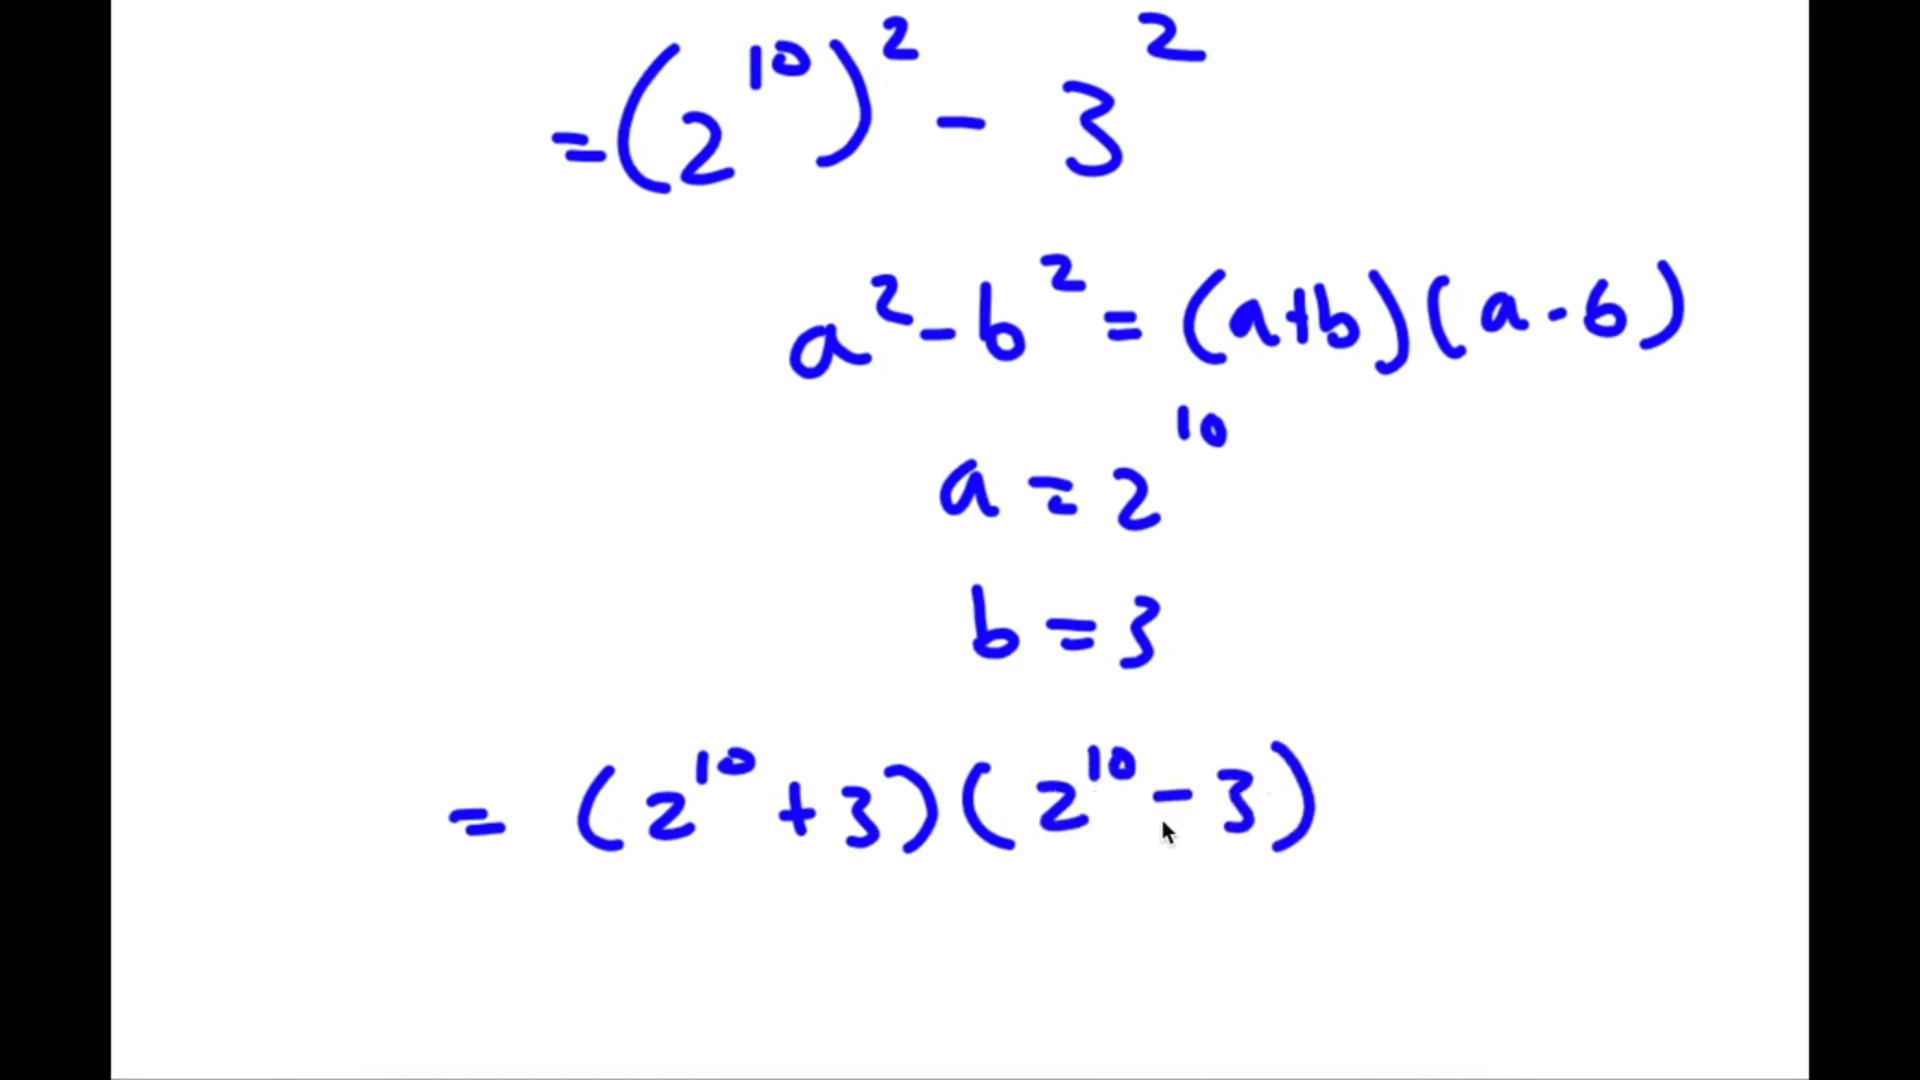 =(2^10)^2 - 3^2
a^2-b^2 = (a+b)(a-b)
a = 2^10
b = 3
= (2^10+3)(2^10-3)